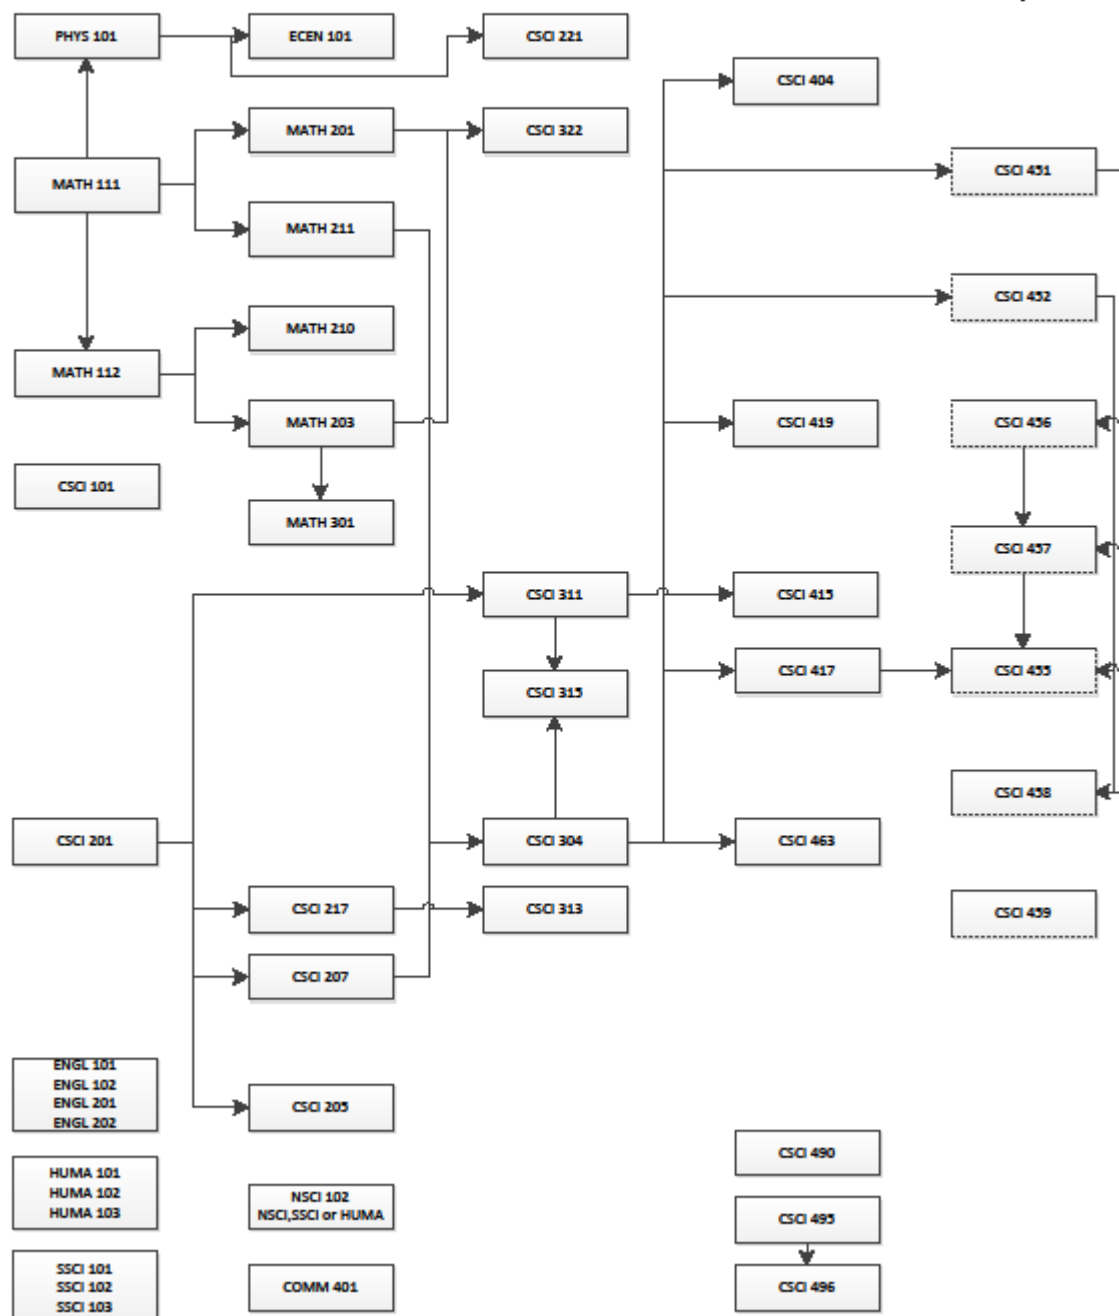 PHYS 101
ECEN 101
CSCI 221
CSCI 404
MATH 201
CSCI 322
CSCI 451
MATH 111
MATH 211
CSCI 452
MATH 210
MATH 112
MATH 203
CSCI 419
CSCI 456
CSCI 101
MATH 301
CSCI 457
CSCI 311
CSCI 415
CSCI 417
CSCI 455
CSCI 315
CSCI 458
CSCI 201
CSCI 304
CSCI 463
CSCI 217
CSCI 313
CSCI 459
CSCI 207
ENGL 101
ENGL 102
ENGL 201
ENGL 202
CSCI 205
CSCI 490
HUMA 101
HUMA 102
HUMA 103
NSCI 102
NSCI,SSCI or HUMA
CSCI 495
SSCI 101
SSCI 102
SSCI 103
COMM 401
CSCI 496